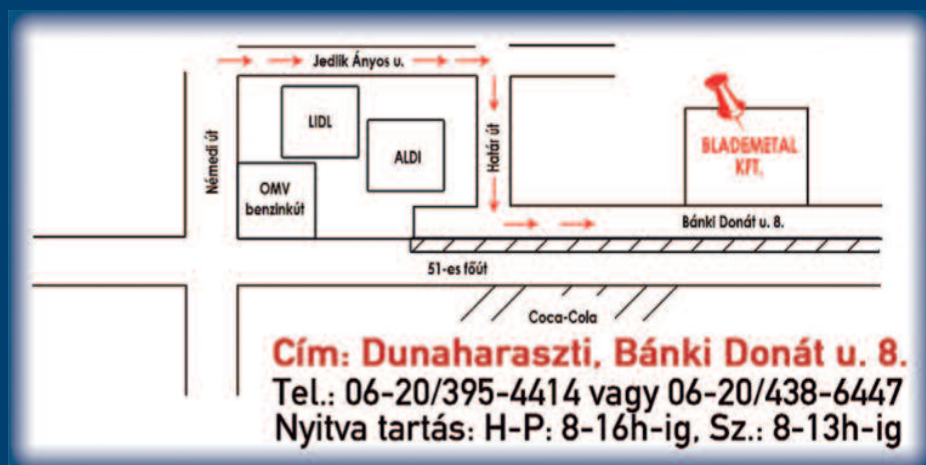 Jedlik Ányos u.
LIDL
ALDI
Némedi út
OMV
benzinkút
Határ út
BLADEMETAL
KFT.
Bánki Donát u. 8.
51-es főút
Coca-Cola
Cím: Dunaharaszti, Bánki Donát u. 8.
Tel.: 06-20/395-4414 vagy 06-20/438-6447
Nyitva tartás: H-P: 8-16h-ig, Sz.: 8-13h-ig